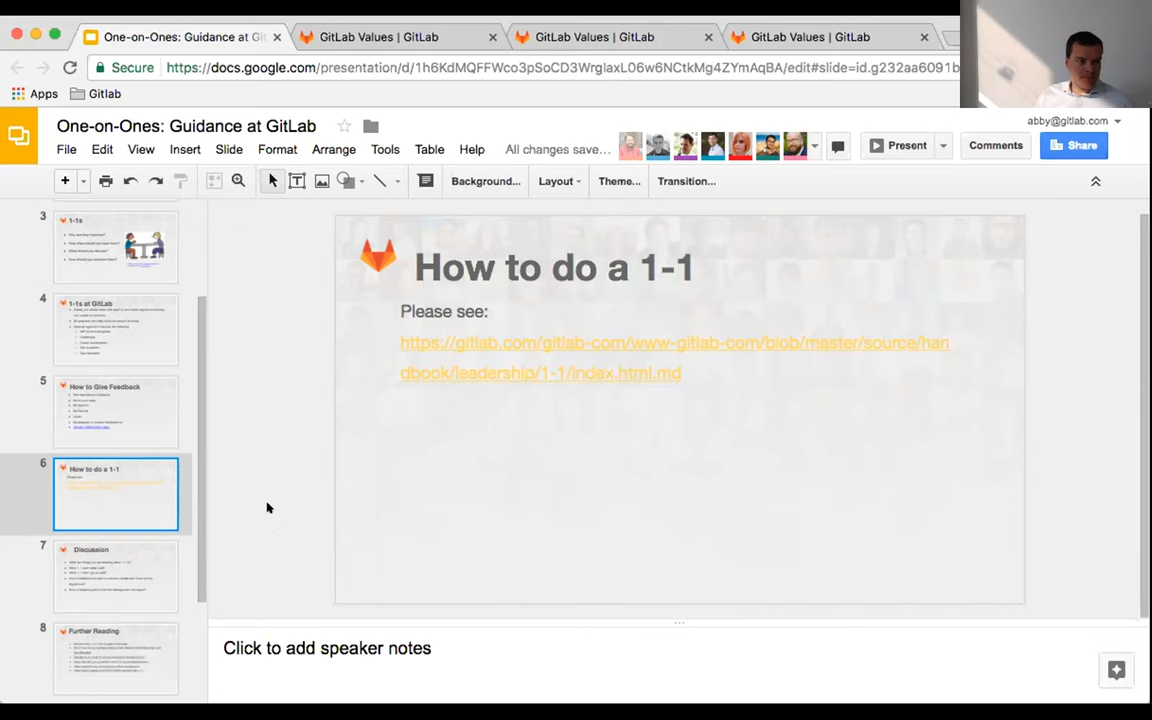 One-on-Ones: Guidance at G
GitLab Values | GitLab
GitLab Values | GitLab
GitLab Values | GitLab
Secure
https://docs.google.com/presentation/d/1h6KdMQFFWco3pSoCD3WrglaxL06w6NCtkMg4ZYmAqBA/edit#slide=id.g232aa6091b
Apps
Gitlab
abby@gitlab.com
One-on-Ones: Guidance at GitLab
File Edit View Insert Slide Format Arrange Tools Table Help All changes save...
Present
Comments
Share
Background... Layout Theme... Transition...
3
1-1s
4
1-1s at GitLab
5
How to Give Feedback
6
How to do a 1-1
7
Discussion
8
Further Reading
How to do a 1-1
Please see:
https://gitlab.com/gitlab-com/www-gitlab-com/blob/master/source/han
dbook/leadership/1-1/index.html.md
Click to add speaker notes